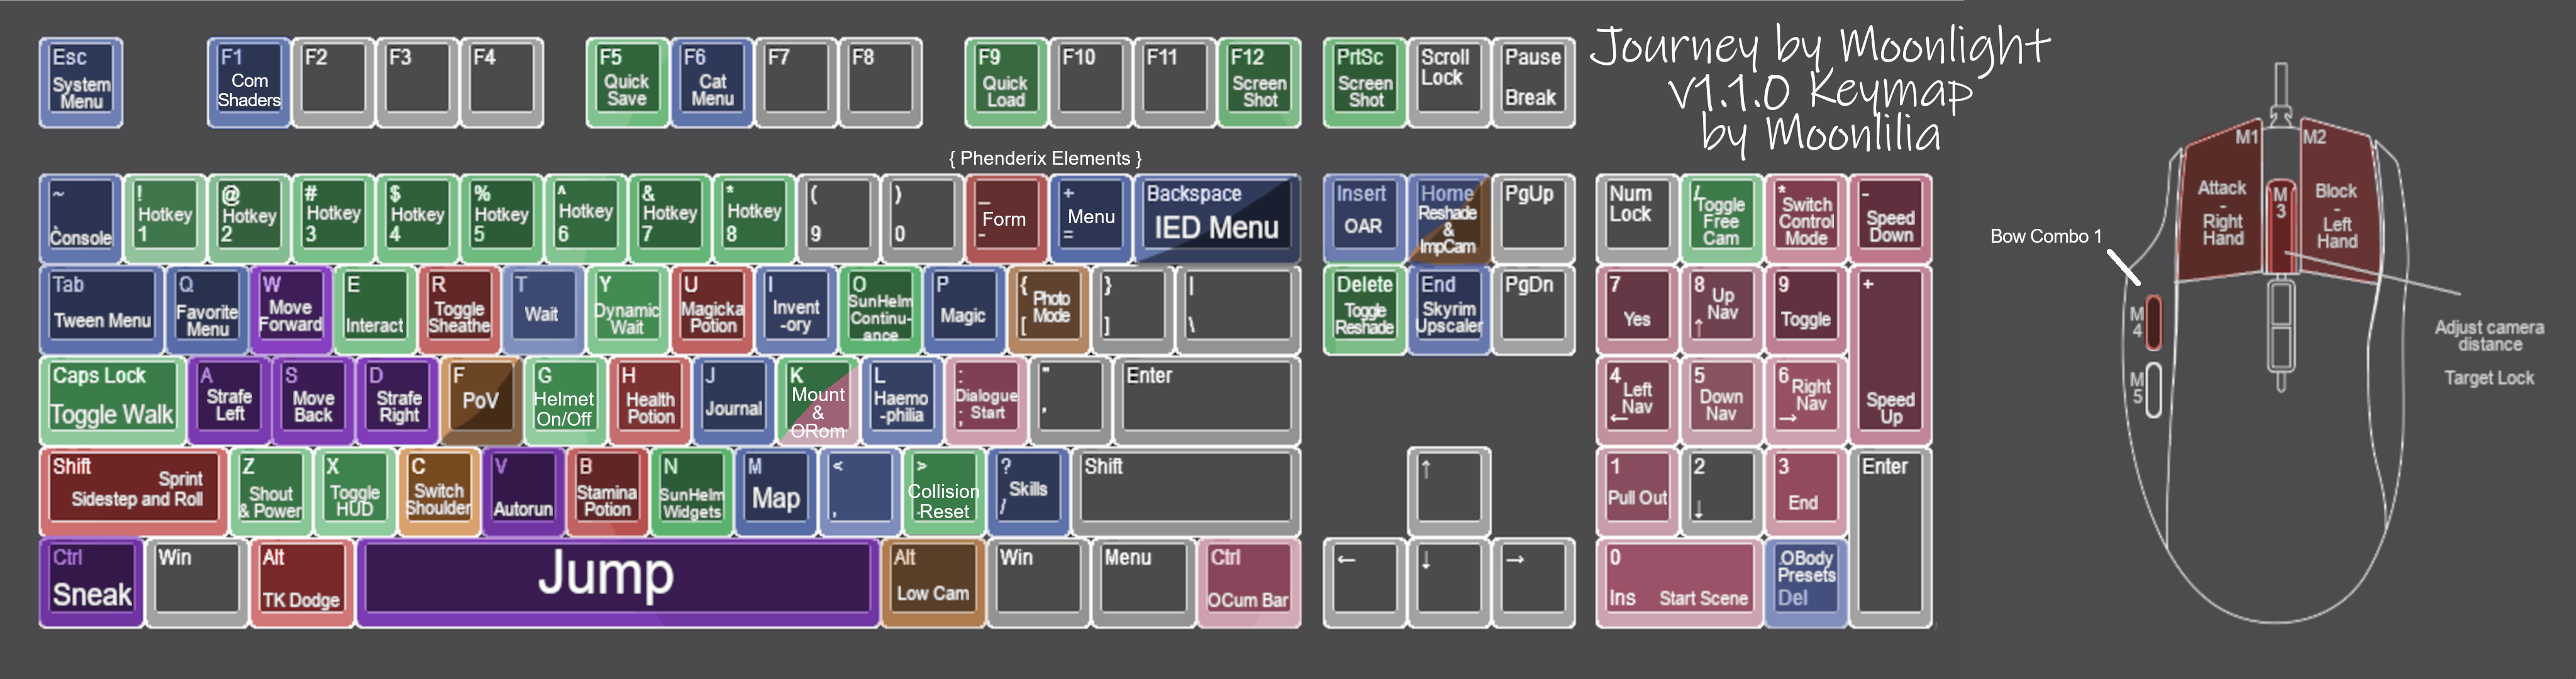 Journey by Moonlight
v1.1.0 Keymap
by Moonlilia
Esc
System
Menu
F1
Com
Shaders
F2
F3
F4
F5
Quick
Save
F6
Cat
Menu
F7
F8
F9
Quick
Load
F10
F11
F12
Screen
Shot
PrtSc
Screen
Shot
Scroll
Lock
Pause
Break
{ Phenderix Elements }
~
`
Console
!
Hotkey
1
@
Hotkey
2
#
Hotkey
3
$
Hotkey
4
%
Hotkey
5
^
Hotkey
6
&
Hotkey
7
*
Hotkey
8
(
9
)
0
_
Form
-
+
Menu
=
Backspace
IED Menu
Insert
OAR
Home
Reshade
&
ImpCam
PgUp
Num
Lock
/
Toggle
Free
Cam
*
Switch
Control
Mode
-
Speed
Down
Tab
Tween Menu
Q
Favorite
Menu
W
Move
Forward
E
Interact
R
Toggle
Sheathe
T
Wait
Y
Dynamic
Wait
U
Magicka
Potion
I
Invent
-ory
O
SunHelm
Continu-
ance
P
Magic
{
Photo
Mode
[
}
]
|
\
Delete
Toggle
Reshade
End
Skyrim
Upscaler
PgDn
7
Yes
8
Up
Nav
↑
9
Toggle
+
Speed
Up
Caps Lock
Toggle Walk
A
Strafe
Left
S
Move
Back
D
Strafe
Right
F
PoV
G
Helmet
On/Off
H
Health
Potion
J
Journal
K
Mount
&
ORom
L
Haemo
-philia
:
Dialogue
; Start
"
'
Enter
4
Left
Nav
←
5
Down
Nav
6
Right
Nav
→
Shift
Sprint
Sidestep and Roll
Z
Shout
& Power
X
Toggle
HUD
C
Switch
Shoulder
V
Autorun
B
Stamina
Potion
N
SunHelm
Widgets
M
Map
<
,
>
Collision
.Reset
?
Skills
/
Shift
↑
1
Pull Out
2
↓
3
End
Enter
Ctrl
Sneak
Win
Alt
TK Dodge
Jump
Alt
Low Cam
Win
Menu
Ctrl
OCum Bar
←
↓
→
0
Ins Start Scene
.OBody
Presets
Del
M1
M2
Attack
-
Right
Hand
M
3
Block
-
Left
Hand
Bow Combo 1
M
4
M
5
Adjust camera
distance
Target Lock